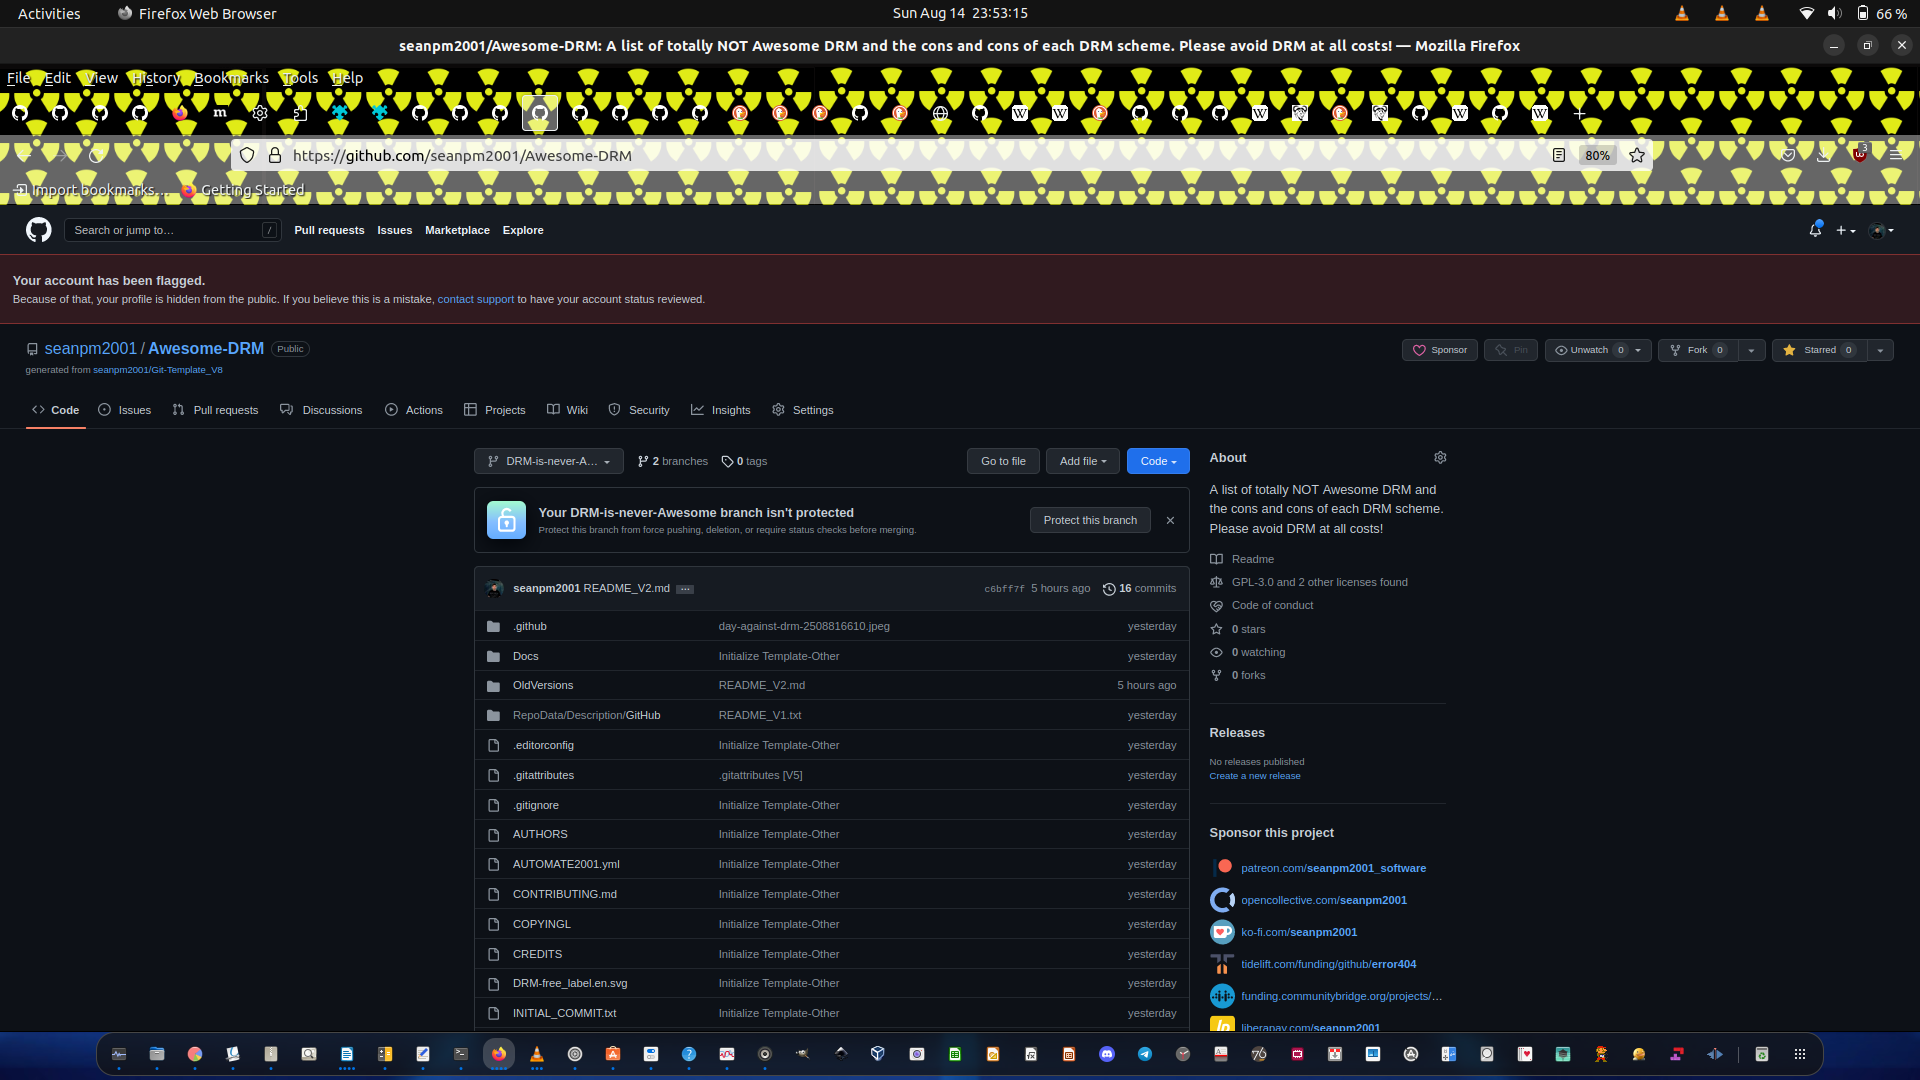 Activities
Firefox Web Browser
Sun Aug 14 23:53:15
66 %
seanpm2001/Awesome-DRM: A list of totally NOT Awesome DRM and the cons and cons of each DRM scheme. Please avoid DRM at all costs! — Mozilla Firefox
File Edit View History Bookmarks Tools Help
https://github.com/seanpm2001/Awesome-DRM
80%
3
Import bookmarks...
Getting Started
Search or jump to...
/
Pull requests
Issues
Marketplace
Explore
Your account has been flagged.
Because of that, your profile is hidden from the public. If you believe this is a mistake, contact support to have your account status reviewed.
seanpm2001 / Awesome-DRM
Public
generated from seanpm2001/Git-Template_V8
Sponsor
Pin
Unwatch 0
Fork 0
Starred 0
Code
Issues
Pull requests
Discussions
Actions
Projects
Wiki
Security
Insights
Settings
DRM-is-never-A...
2 branches
0 tags
Go to file
Add file
Code
Your DRM-is-never-Awesome branch isn't protected
Protect this branch from force pushing, deletion, or require status checks before merging.
Protect this branch
seanpm2001 README_V2.md ...
c6bff7f 5 hours ago
16 commits
.github day-against-drm-2508816610.jpeg yesterday
Docs Initialize Template-Other yesterday
OldVersions README_V2.md 5 hours ago
RepoData/Description/GitHub README_V1.txt yesterday
.editorconfig Initialize Template-Other yesterday
.gitattributes .gitattributes [V5] yesterday
.gitignore Initialize Template-Other yesterday
AUTHORS Initialize Template-Other yesterday
AUTOMATE2001.yml Initialize Template-Other yesterday
CONTRIBUTING.md Initialize Template-Other yesterday
COPYINGL Initialize Template-Other yesterday
CREDITS Initialize Template-Other yesterday
DRM-free_label.en.svg Initialize Template-Other yesterday
INITIAL_COMMIT.txt Initialize Template-Other yesterday
About
A list of totally NOT Awesome DRM and
the cons and cons of each DRM scheme.
Please avoid DRM at all costs!
Readme
GPL-3.0 and 2 other licenses found
Code of conduct
0 stars
0 watching
0 forks
Releases
No releases published
Create a new release
Sponsor this project
patreon.com/seanpm2001_software
opencollective.com/seanpm2001
ko-fi.com/seanpm2001
tidelift.com/funding/github/error404
funding.communitybridge.org/projects/...
liberapay.com/seanpm2001